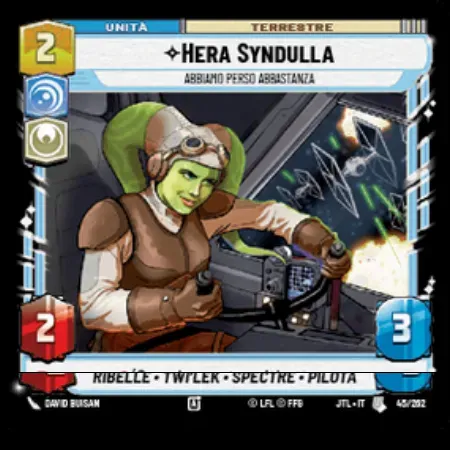 UNITÀ
TERRESTRE
2
HERA SYNDULLA
ABBIAMO PERSO ABBASTANZA
2
3
RIBELLE • TWI'LEK • SPECTRE • PILOTA
DAVID BUISAN
LFL FFG
JTL • IT
45/262